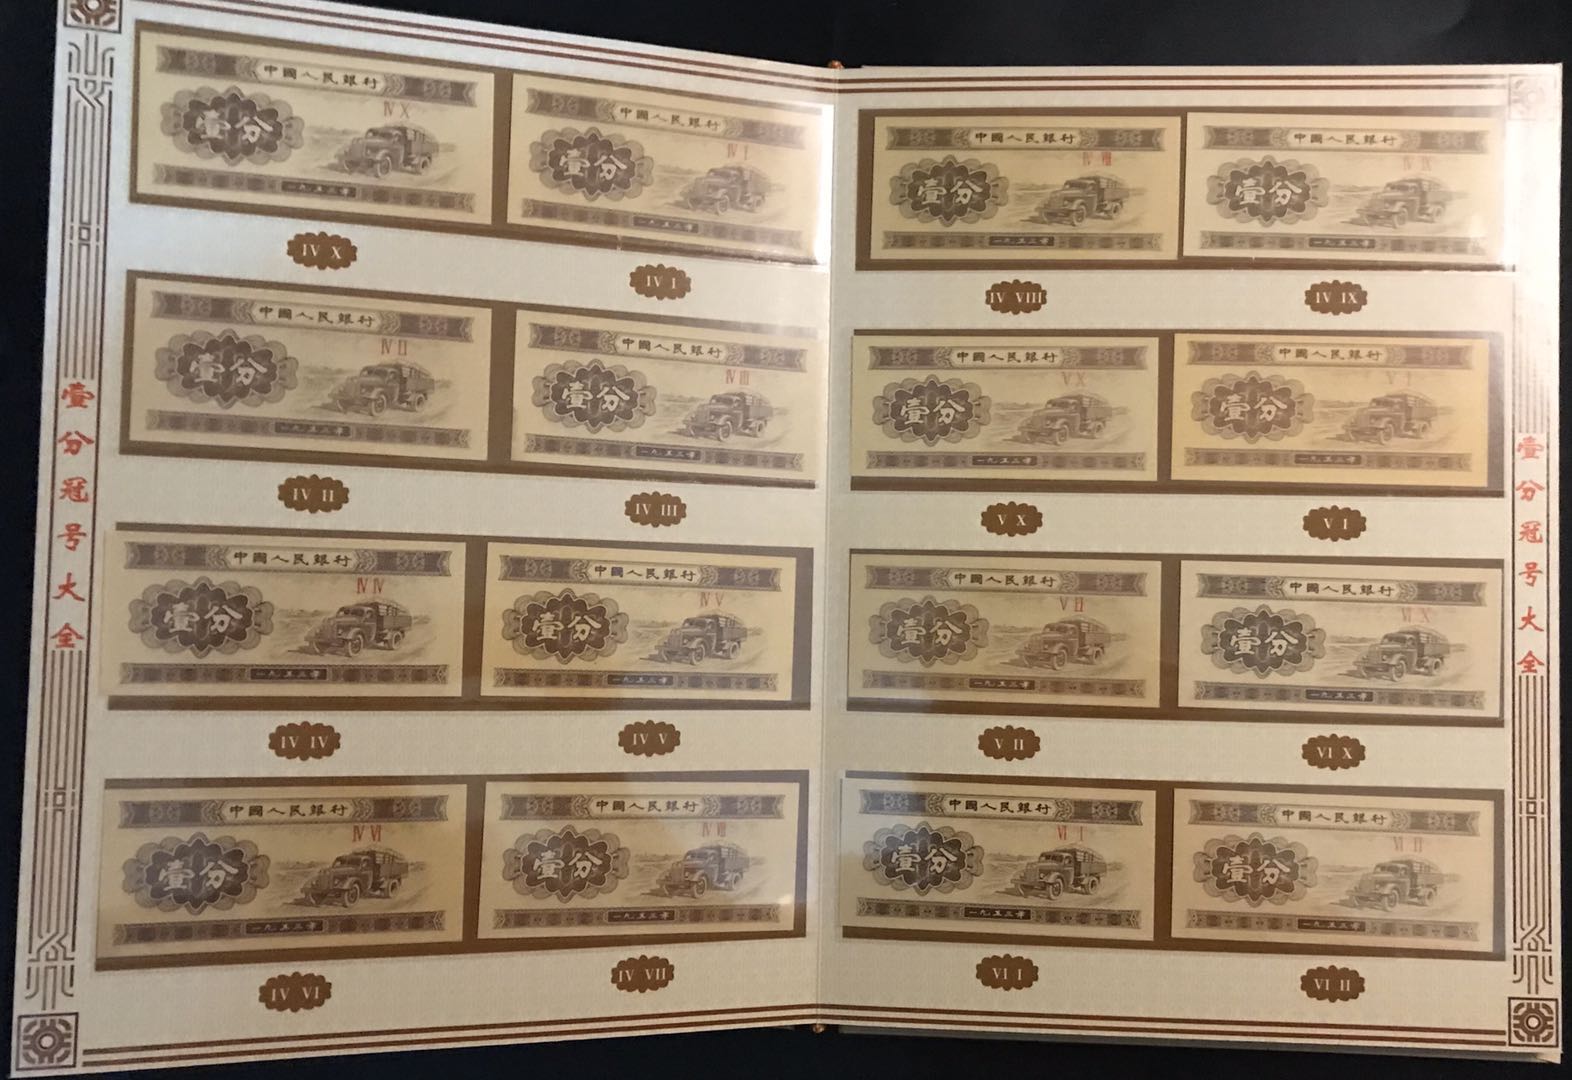 壹分冠号大全
中國人民銀行
IV X
壹分
一九五三年
IV X
中國人民銀行
IV I
壹分
一九五三年
IV I
中國人民銀行
IV II
壹分
一九五三年
IV II
中國人民銀行
IV III
壹分
一九五三年
IV III
中國人民銀行
IV IV
壹分
一九五三年
IV IV
中國人民銀行
IV V
壹分
一九五三年
IV V
中國人民銀行
IV VI
壹分
一九五三年
IV VI
中國人民銀行
IV VII
壹分
一九五三年
IV VII
中國人民銀行
IV VIII
壹分
一九五三年
IV VIII
中國人民銀行
IV IX
壹分
一九五三年
IV IX
中國人民銀行
V X
壹分
一九五三年
V X
中國人民銀行
V I
壹分
一九五三年
V I
中國人民銀行
V II
壹分
一九五三年
V II
中國人民銀行
VI X
壹分
一九五三年
VI X
中國人民銀行
VI I
壹分
一九五三年
VI I
中國人民銀行
VI II
壹分
一九五三年
VI II
壹分冠号大全